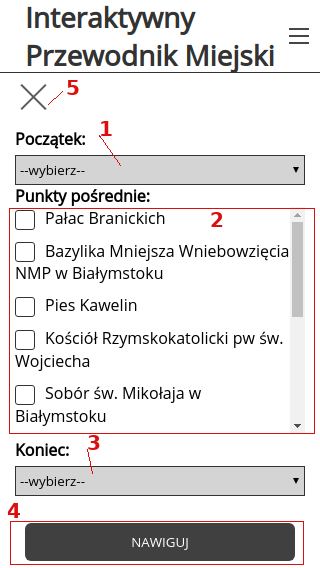 Interaktywny
Przewodnik Miejski
5
1
Początek:
--wybierz--
Punkty pośrednie:
2
Pałac Branickich
Bazylika Mniejsza Wniebowzięcia
NMP w Białymstoku
Pies Kawelin
Kościół Rzymskokatolicki pw św.
Wojciecha
Sobór św. Mikołaja w
Białymstoku
3
Koniec:
--wybierz--
4
NAWIGUJ